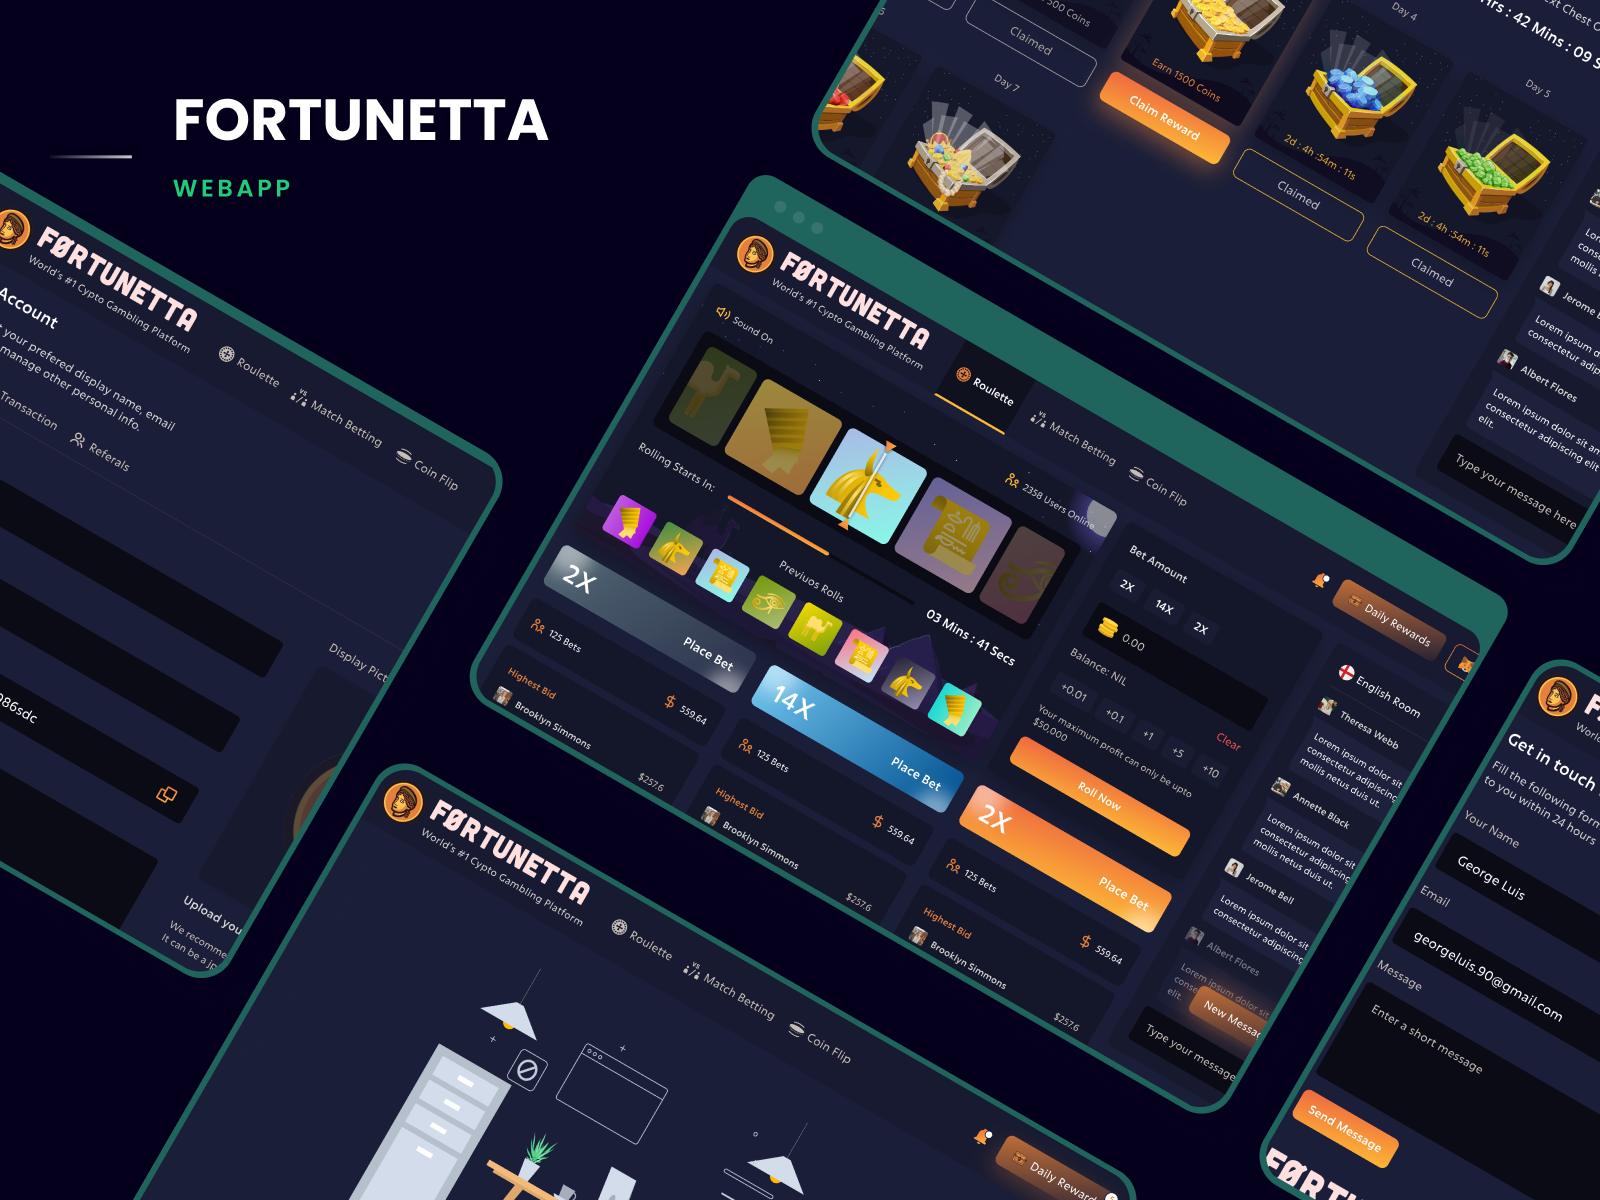 FORTUNETTA
WEBAPP
FØRTUNETTA
World's #1 Cypto Gambling Platform
Roulette
Match Betting
Coin Flip
Account
your prefered display name, email
manage other personal info.
Transaction
Referals
Display Pict
986sdc
Upload you
We recomme
It can be a jp
500 Coins
Claimed
Day 7
Earn 1500 Coins
Claim Reward
Day 4
2d : 4h :54m : 11s
Claimed
Day 5
2d : 4h :54m : 11s
Claimed
Hrs : 42 Mins : 09 S
Jerome B
Lorem ipsum
consectetur
adip
Albert Flores
Lorem ipsum dolor sit am
consectetur adipiscing elit
elit.
Type your message here
FØRTUNETTA
World's #1 Cypto Gambling Platform
Roulette
VS
Match Betting
Coin Flip
Daily Rewards
Sound On
2358 Users Online
Rolling Starts In:
03 Mins : 41 Secs
Previuos Rolls
2X
Place Bet
125 Bets
$ 559.64
Highest Bid
Brooklyn Simmons
$257.6
14X
Place Bet
125 Bets
$ 559.64
Highest Bid
Brooklyn Simmons
$257.6
2X
Place Bet
125 Bets
$ 559.64
Highest Bid
Brooklyn Simmons
$257.6
Bet Amount
2X
14X
2X
0.00
Balance: NIL
Clear
+0.01
+0.1
+1
+5
+10
Your maximum profit can only be upto
$50,000
Roll Now
English Room
Theresa Webb
Lorem ipsum dolor sit
consectetur adipiscing
mollis netus duis ut.
Annette Black
Lorem ipsum dolor sit
consectetur adipiscing
mollis netus duis ut.
Jerome Bell
Lorem ipsum dolor sit
consectetur adipiscing
Albert Flores
Lorem ipsum dolor sit
elit.
New Messag
Type your message
FØRTUNETTA
World's #1 Cypto Gambling Platform
Roulette
VS
Match Betting
Coin Flip
Daily Reward
Get in touch
Fill the following form
to you within 24 hours
Your Name
George Luis
Email
georgeluis.90@gmail.com
Message
Enter a short message
Send Message
FØRTU